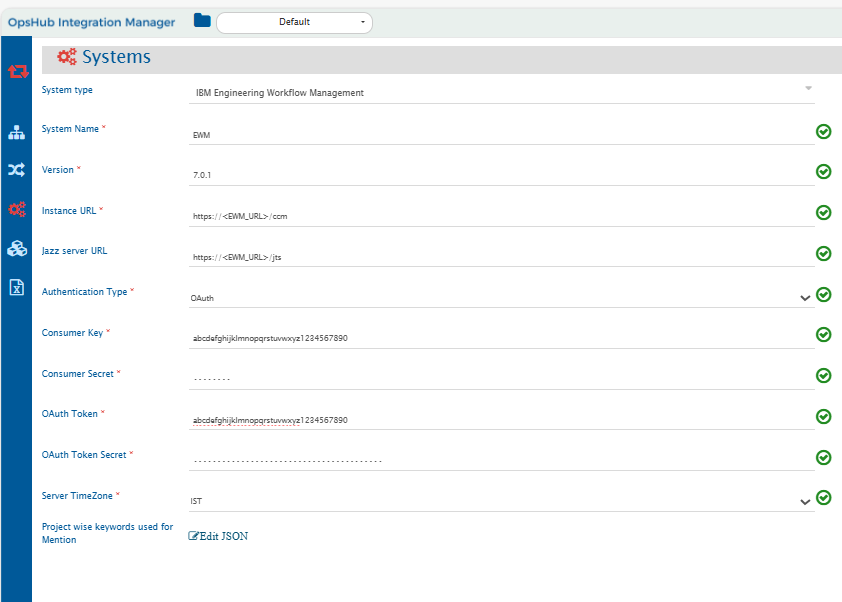 OpsHub Integration Manager
Default
Systems
System type
IBM Engineering Workflow Management
System Name *
EWM
Version *
7.0.1
Instance URL *
https://<EWM_URL>/ccm
Jazz server URL
https://<EWM_URL>/jts
Authentication Type *
OAuth
Consumer Key *
abcdefghijklmnopqrstuvwxyz1234567890
Consumer Secret *
OAuth Token *
abcdefghijklmnopqrstuvwxyz1234567890
OAuth Token Secret *
Server TimeZone *
IST
Project wise keywords used for
Mention
Edit JSON